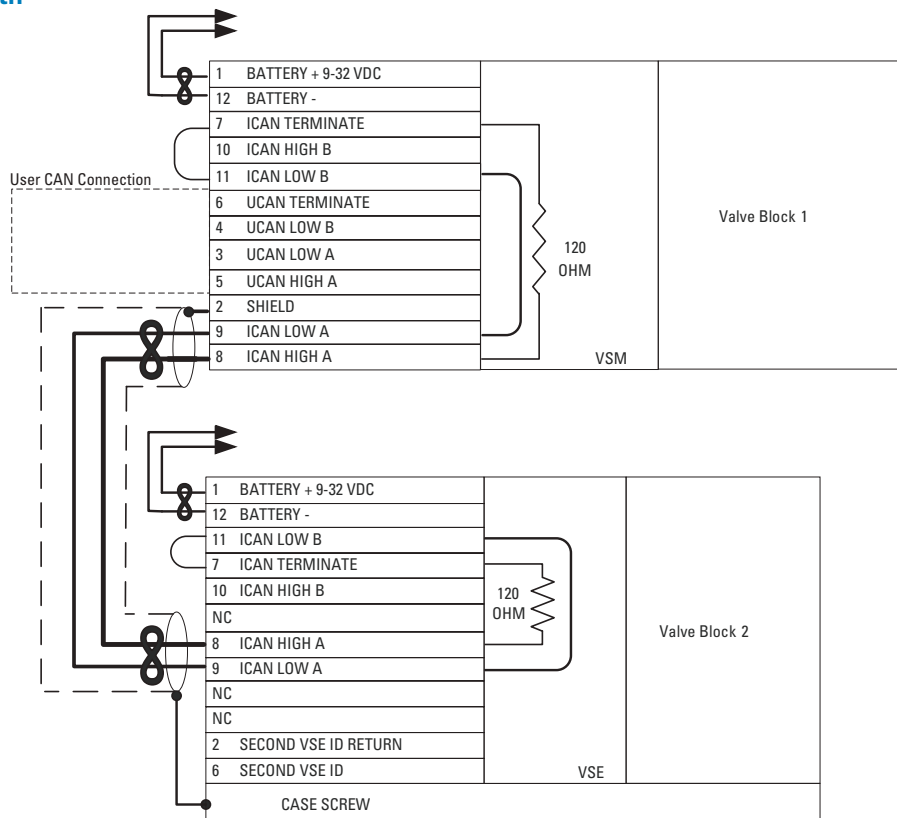 1 BATTERY + 9-32 VDC
12 BATTERY -
7 ICAN TERMINATE
10 ICAN HIGH B
11 ICAN LOW B
User CAN Connection
6 UCAN TERMINATE
4 UCAN LOW B
3 UCAN LOW A
5 UCAN HIGH A
2 SHIELD
9 ICAN LOW A
8 ICAN HIGH A
120
OHM
VSM
Valve Block 1
1 BATTERY + 9-32 VDC
12 BATTERY -
11 ICAN LOW B
7 ICAN TERMINATE
10 ICAN HIGH B
NC
8 ICAN HIGH A
9 ICAN LOW A
NC
NC
2 SECOND VSE ID RETURN
6 SECOND VSE ID
CASE SCREW
120
OHM
VSE
Valve Block 2